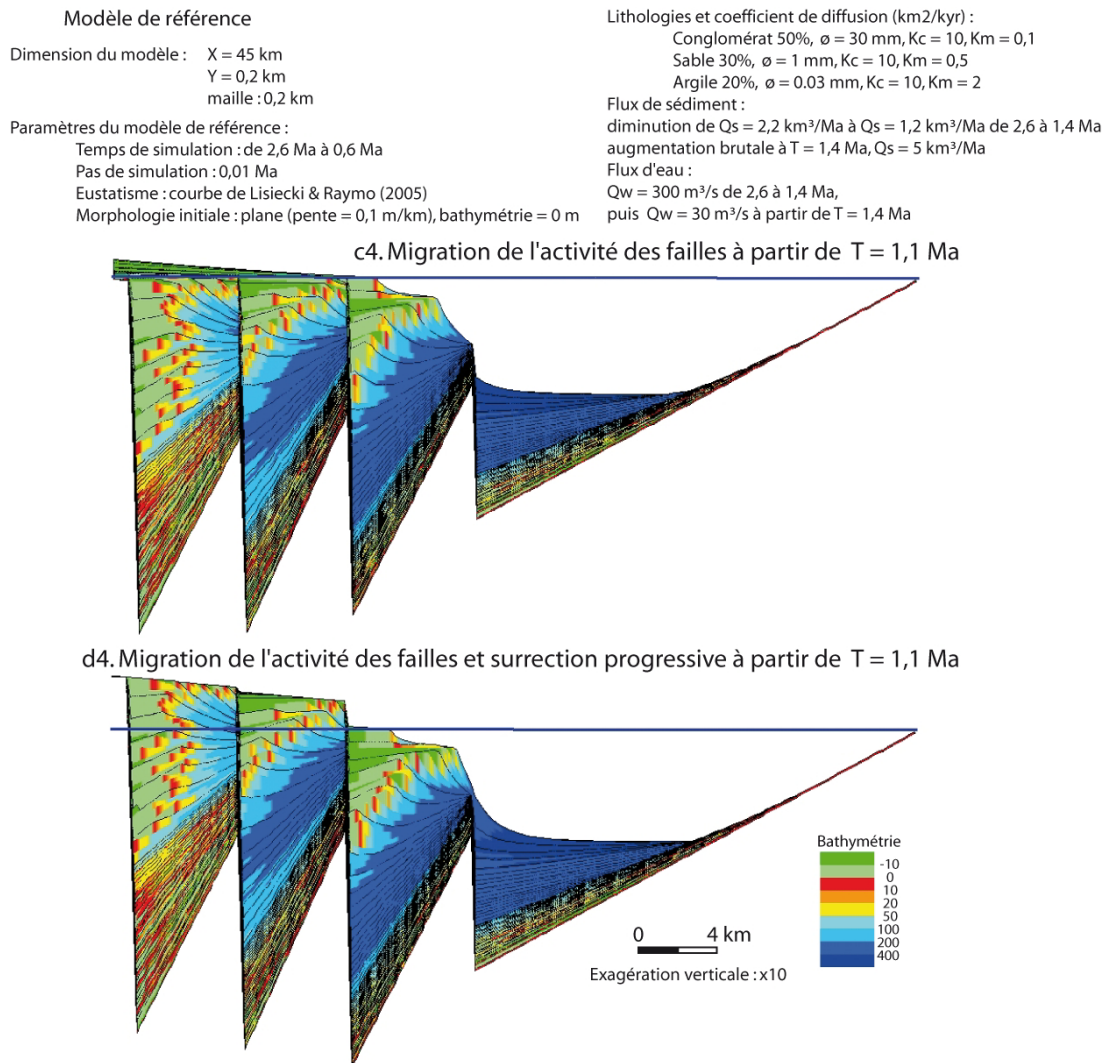 Modèle de référence
Dimension du modèle : X = 45 km
Y = 0,2 km
maille : 0,2 km
Paramètres du modèle de référence :
Temps de simulation : de 2,6 Ma à 0,6 Ma
Pas de simulation : 0,01 Ma
Eustatisme : courbe de Lisiecki & Raymo (2005)
Morphologie initiale : plane (pente = 0,1 m/km), bathymétrie = 0 m
Lithologies et coefficient de diffusion (km2/kyr) :
Conglomérat 50%, ø = 30 mm, Kc = 10, Km = 0,1
Sable 30%, ø = 1 mm, Kc = 10, Km = 0,5
Argile 20%, ø = 0.03 mm, Kc = 10, Km = 2
Flux de sédiment :
diminution de Qs = 2,2 km³/Ma à Qs = 1,2 km³/Ma de 2,6 à 1,4 Ma
augmentation brutale à T = 1,4 Ma, Qs = 5 km³/Ma
Flux d'eau :
Qw = 300 m³/s de 2,6 à 1,4 Ma,
puis Qw = 30 m³/s à partir de T = 1,4 Ma
c4. Migration de l'activité des failles à partir de T = 1,1 Ma
d4. Migration de l'activité des failles et surrection progressive à partir de T = 1,1 Ma
Bathymétrie
-10
0
10
20
50
100
200
400
0 4 km
Exagération verticale : x10